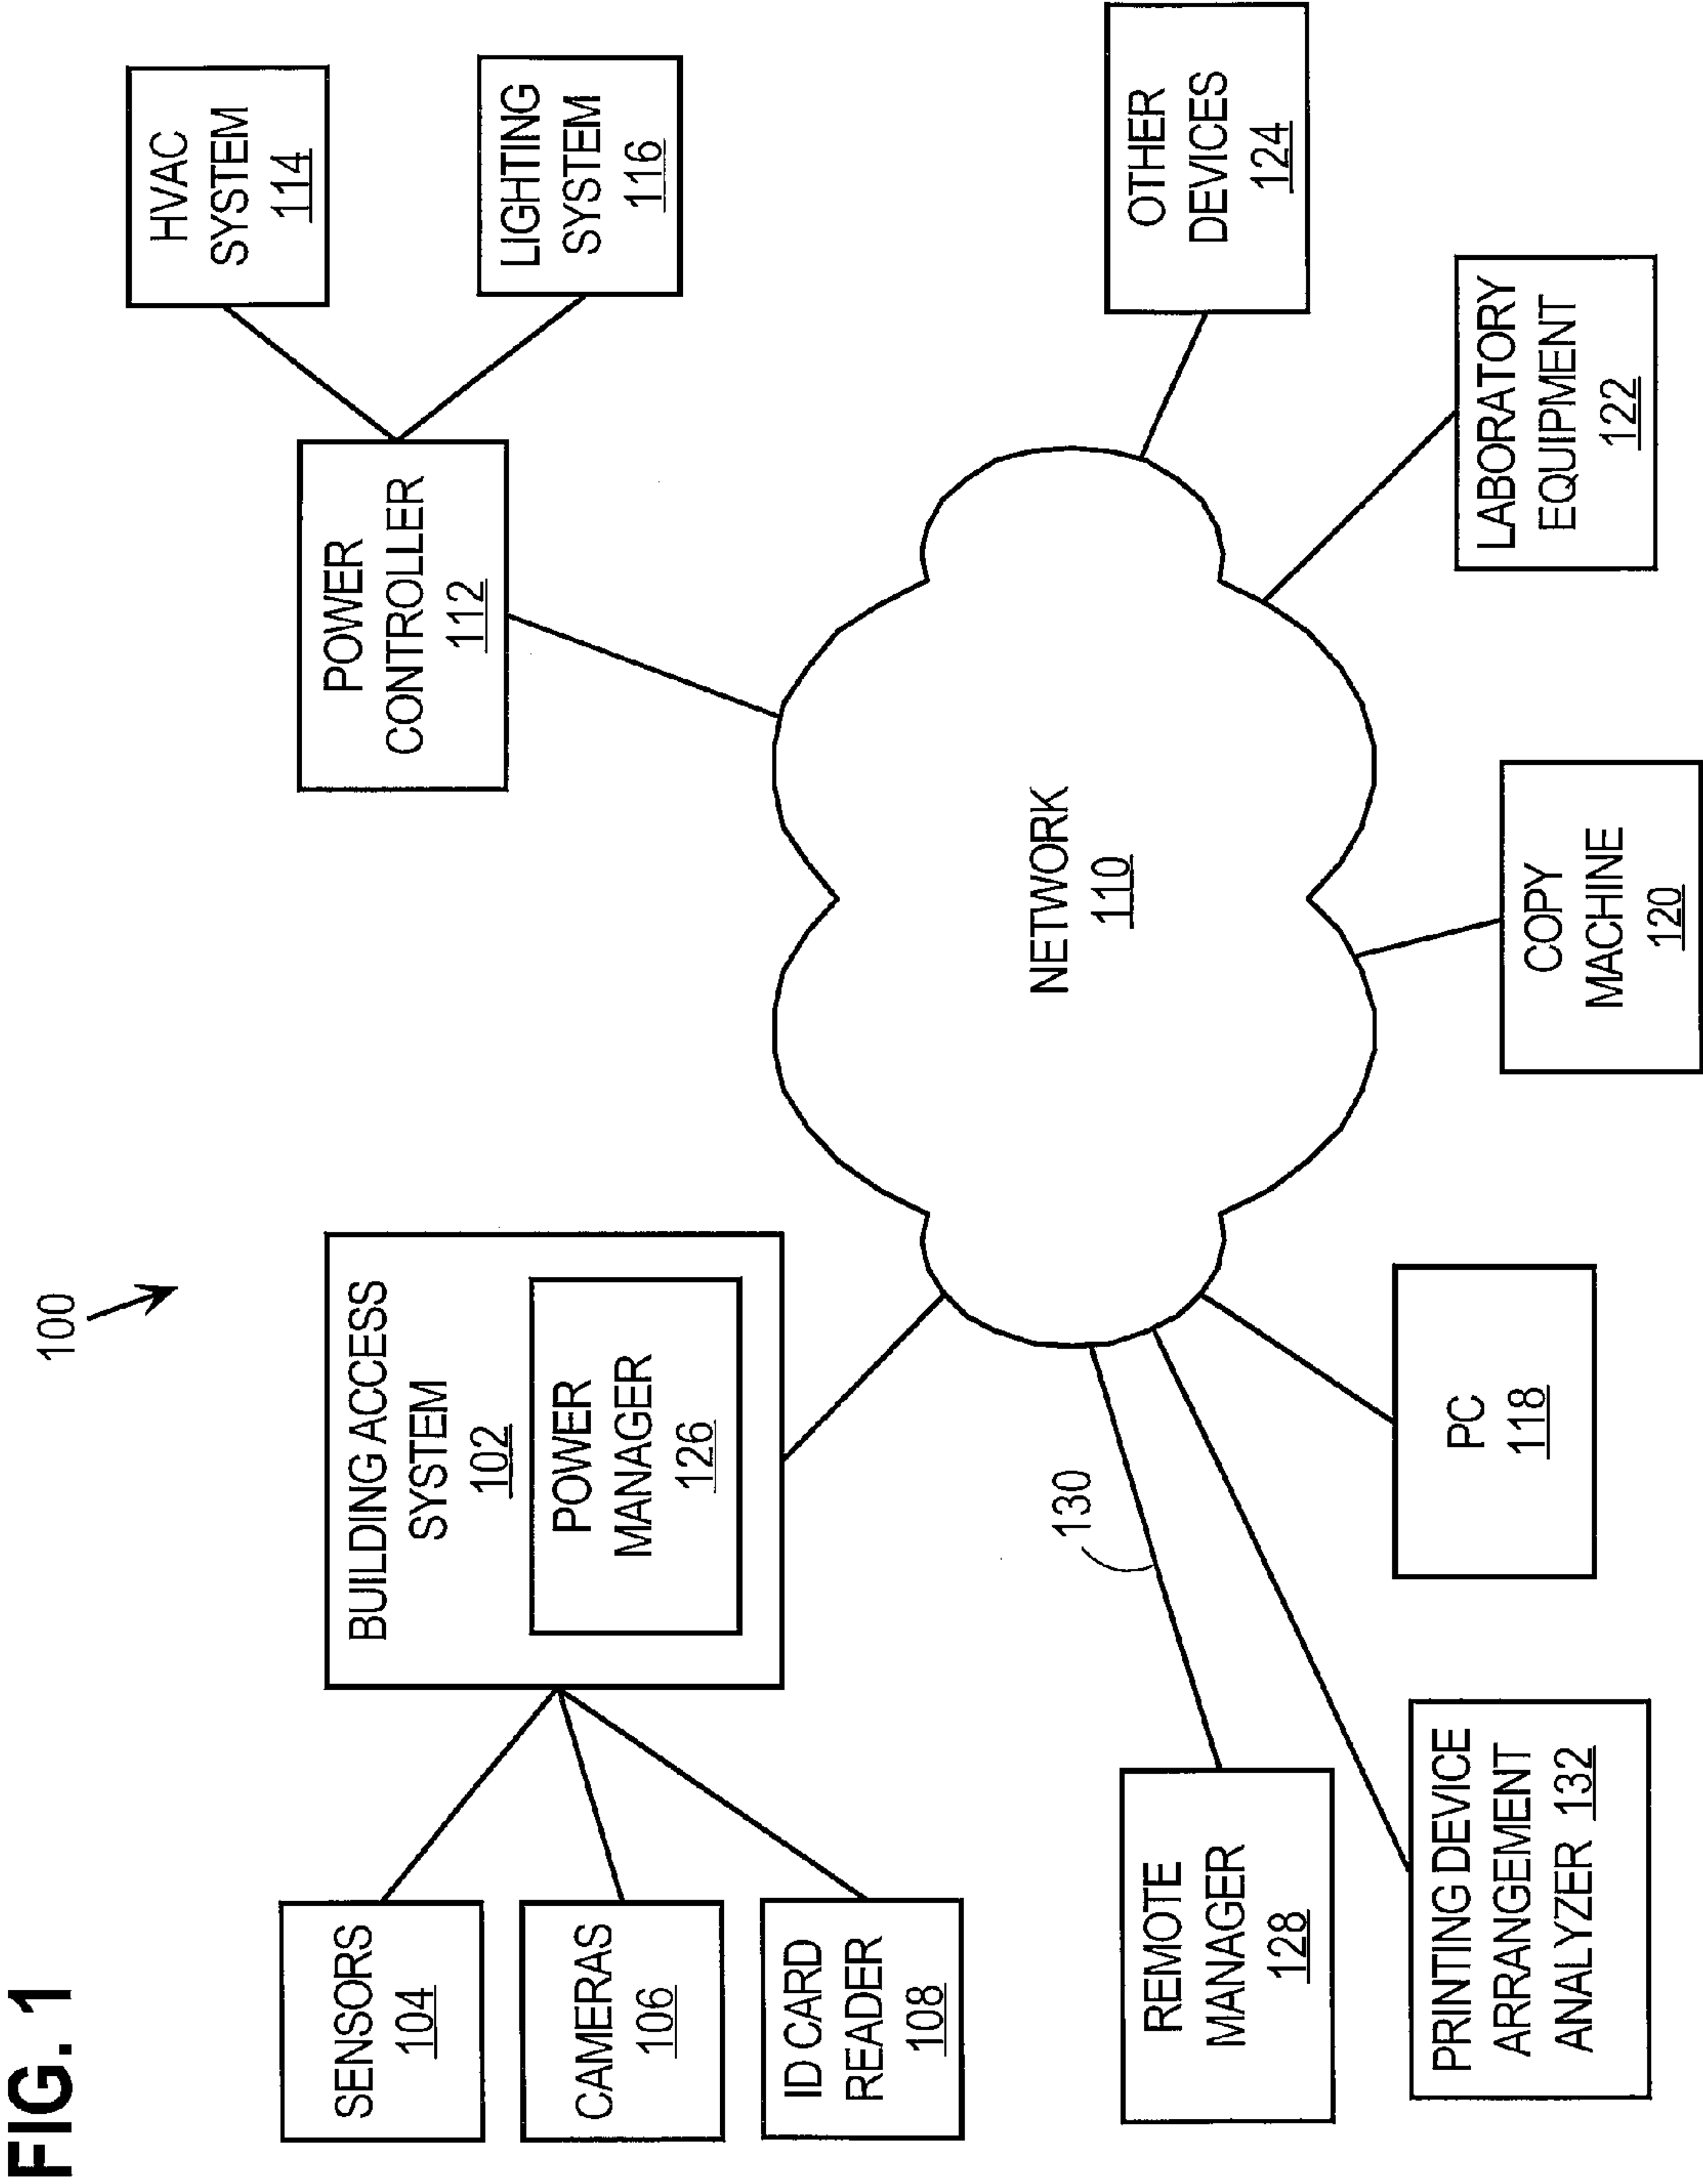 FIG. 1
100
SENSORS
104
CAMERAS
106
ID CARD
READER
108
BUILDING ACCESS
SYSTEM
102
POWER
MANAGER
126
POWER
CONTROLLER
112
HVAC
SYSTEM
114
LIGHTING
SYSTEM
116
NETWORK
110
130
REMOTE
MANAGER
128
PRINTING DEVICE
ARRANGEMENT
ANALYZER 132
PC
118
COPY
MACHINE
120
LABORATORY
EQUIPMENT
122
OTHER
DEVICES
124